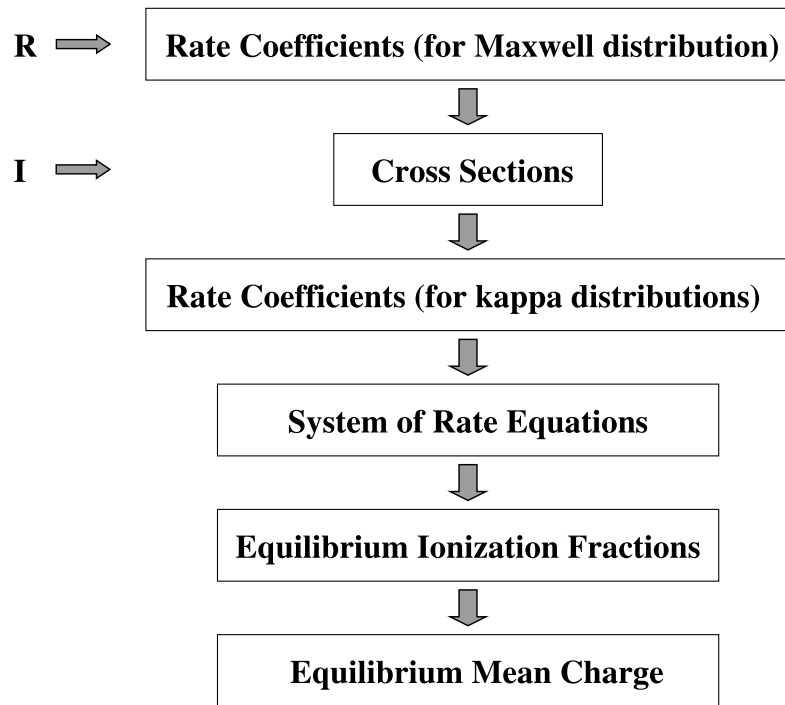 R
Rate Coefficients (for Maxwell distribution)
I
Cross Sections
Rate Coefficients (for kappa distributions)
System of Rate Equations
Equilibrium Ionization Fractions
Equilibrium Mean Charge